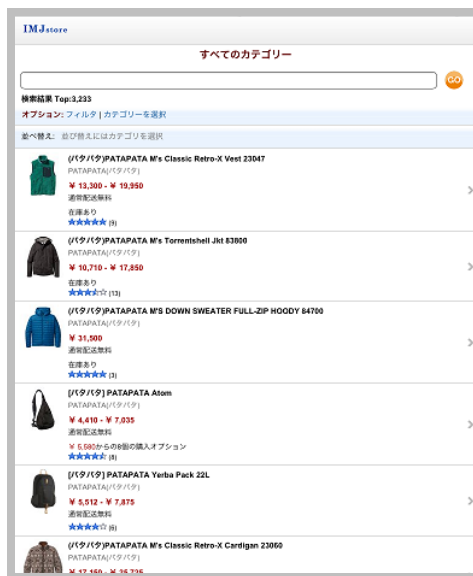 IMJstore
すべてのカテゴリー
GO
検索結果 Top:3,233
オプション: フィルタ | カテゴリーを選択
並べ替え: 並び替えにはカテゴリを選択
(パタパタ)PATAPATA M's Classic Retro-X Vest 23047
PATAPATA(パタパタ)
¥ 13,300 - ¥ 19,950
通常配送無料
在庫あり
(9)
(パタパタ)PATAPATA M's Torrentshell Jkt 83800
PATAPATA(パタパタ)
¥ 10,710 - ¥ 17,850
在庫あり
(13)
(パタパタ)PATAPATA M'S DOWN SWEATER FULL-ZIP HOODY 84700
PATAPATA(パタパタ)
¥ 31,500
通常配送無料
在庫あり
(3)
[パタパタ] PATAPATA Atom
PATAPATA(パタパタ)
¥ 4,410 - ¥ 7,035
通常配送無料
¥ 5,580からの8個の購入オプション
(8)
[パタパタ] PATAPATA Yerba Pack 22L
PATAPATA(パタパタ)
¥ 5,512 - ¥ 7,875
通常配送無料
(6)
(パタパタ)PATAPATA M's Classic Retro-X Cardigan 23060
PATAPATA(パタパタ)
¥ 17,150 - ¥ 25,725